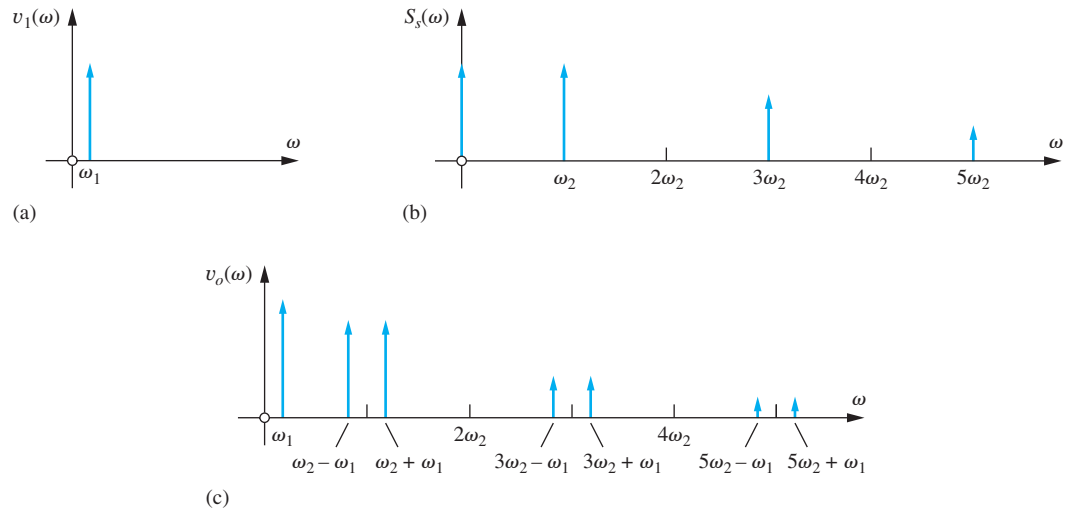 v₁(ω)
ω
ω₁
(a)
Sₛ(ω)
ω
ω₂
2ω₂
3ω₂
4ω₂
5ω₂
(b)
vₒ(ω)
ω
ω₁
2ω₂
4ω₂
ω₂ − ω₁
ω₂ + ω₁
3ω₂ − ω₁
3ω₂ + ω₁
5ω₂ − ω₁
5ω₂ + ω₁
(c)